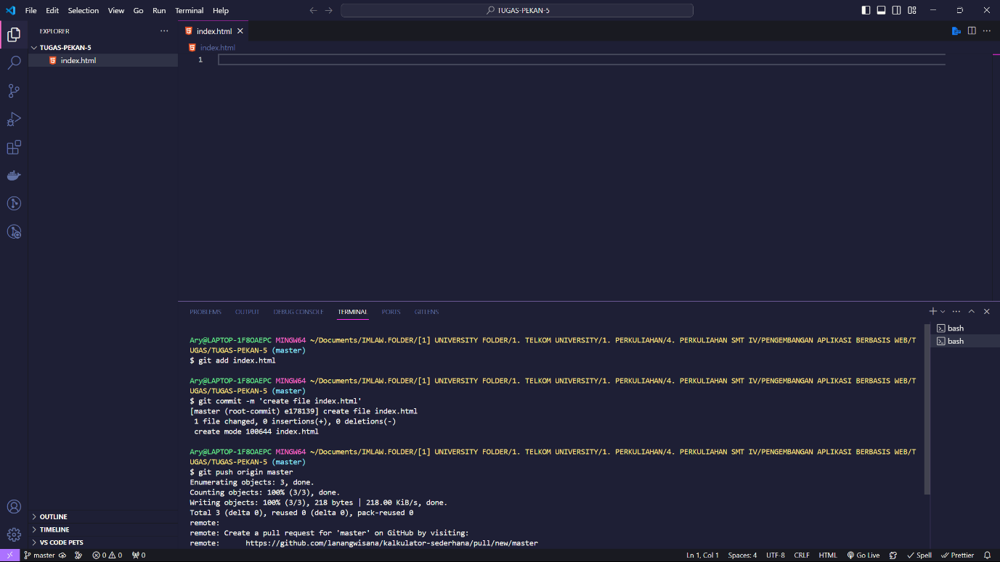 File Edit Selection View Go Run Terminal Help TUGAS-PEKAN-5
EXPLORER
TUGAS-PEKAN-5
index.html
index.html
index.html
1
PROBLEMS OUTPUT DEBUG CONSOLE TERMINAL PORTS GITLENS
bash
bash
Ary@LAPTOP-1F8OAEPC MINGW64 ~/Documents/IMLAW.FOLDER/[1] UNIVERSITY FOLDER/1. TELKOM UNIVERSITY/1. PERKULIAHAN/4. PERKULIAHAN SMT IV/PENGEMBANGAN APLIKASI BERBASIS WEB/T
UGAS/TUGAS-PEKAN-5 (master)
$ git add index.html
Ary@LAPTOP-1F8OAEPC MINGW64 ~/Documents/IMLAW.FOLDER/[1] UNIVERSITY FOLDER/1. TELKOM UNIVERSITY/1. PERKULIAHAN/4. PERKULIAHAN SMT IV/PENGEMBANGAN APLIKASI BERBASIS WEB/T
UGAS/TUGAS-PEKAN-5 (master)
$ git commit -m 'create file index.html'
[master (root-commit) e178139] create file index.html
1 file changed, 0 insertions(+), 0 deletions(-)
create mode 100644 index.html
Ary@LAPTOP-1F8OAEPC MINGW64 ~/Documents/IMLAW.FOLDER/[1] UNIVERSITY FOLDER/1. TELKOM UNIVERSITY/1. PERKULIAHAN/4. PERKULIAHAN SMT IV/PENGEMBANGAN APLIKASI BERBASIS WEB/T
UGAS/TUGAS-PEKAN-5 (master)
$ git push origin master
Enumerating objects: 3, done.
Counting objects: 100% (3/3), done.
Writing objects: 100% (3/3), 218 bytes | 218.00 KiB/s, done.
Total 3 (delta 0), reused 0 (delta 0), pack-reused 0
remote:
remote: Create a pull request for 'master' on GitHub by visiting:
remote: https://github.com/lanangwisana/kalkulator-sederhana/pull/new/master
OUTLINE
TIMELINE
VS CODE PETS
master 0 0 0 Ln 1, Col 1 Spaces: 4 UTF-8 CRLF HTML Go Live Spell Prettier